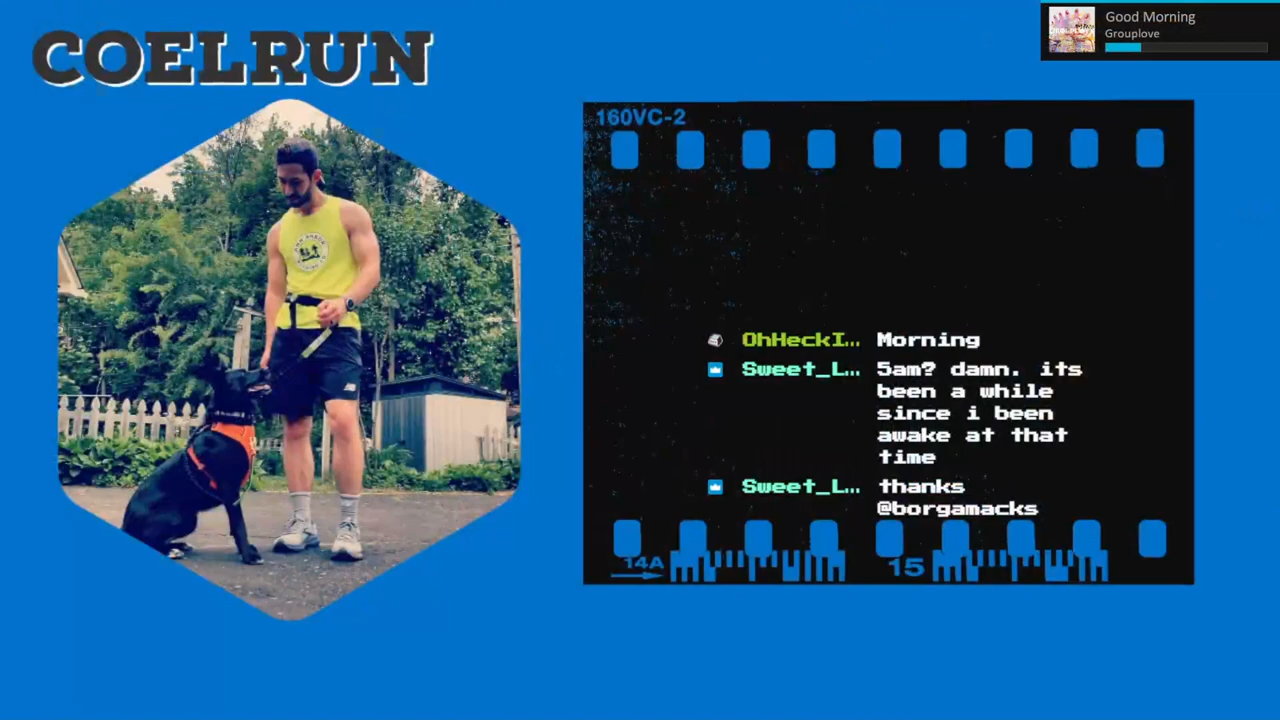 COELRUN
Good Morning
Grouplove
160VC-2
OhHeckI... Morning
Sweet_L... 5am? damn. its
been a while
since i been
awake at that
time
Sweet_L... thanks
@borgamacks
14A
15